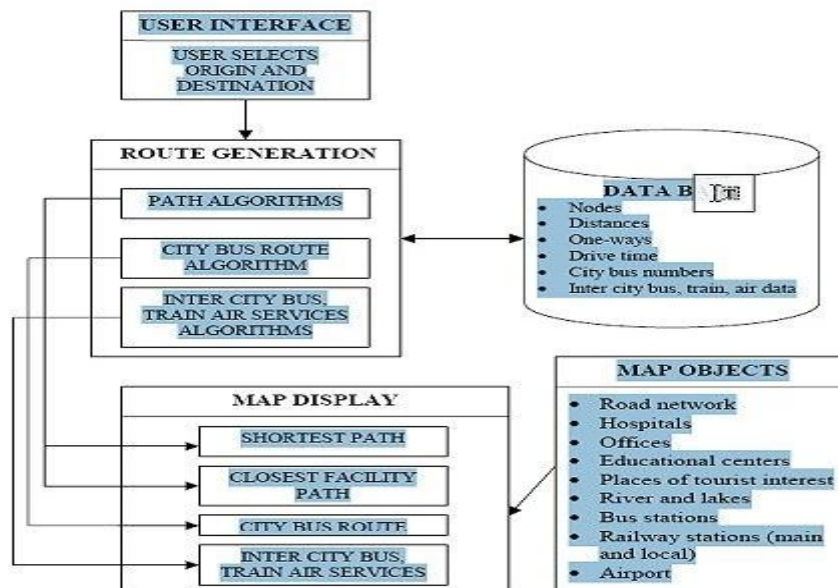 USER INTERFACE
USER SELECTS
ORIGIN AND
DESTINATION
ROUTE GENERATION
PATH ALGORITHMS
CITY BUS ROUTE
ALGORITHM
INTER CITY BUS,
TRAIN AIR SERVICES
ALGORITHMS
DATA B
• Nodes
• Distances
• One-ways
• Drive time
• City bus numbers
• Inter city bus, train, air data
MAP DISPLAY
SHORTEST PATH
CLOSEST FACILITY
PATH
CITY BUS ROUTE
INTER CITY BUS,
TRAIN AIR SERVICES
MAP OBJECTS
• Road network
• Hospitals
• Offices
• Educational centers
• Places of tourist interest
• River and lakes
• Bus stations
• Railway stations (main
and local)
• Airport